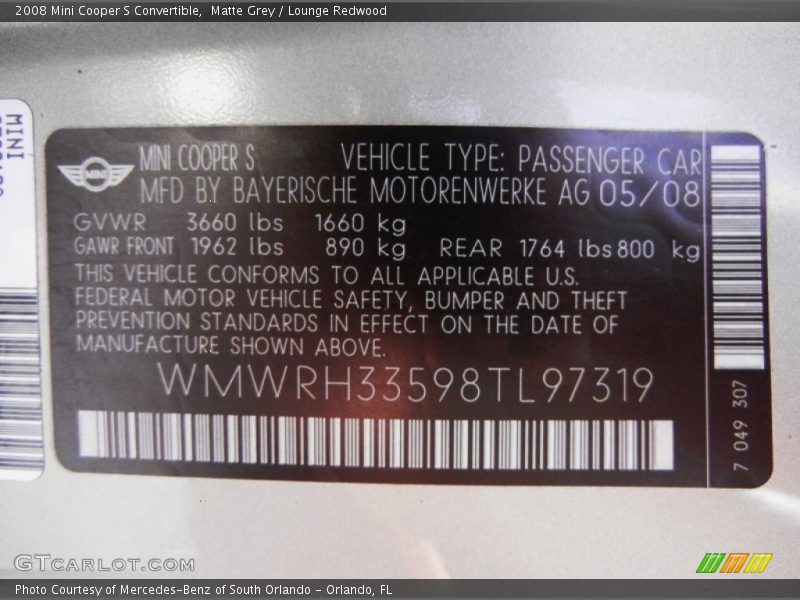 2008 Mini Cooper S Convertible,  Matte Grey / Lounge Redwood
MINI
MINI
MINI COOPER S VEHICLE TYPE: PASSENGER CAR
MFD BY BAYERISCHE MOTORENWERKE AG 05/08
GVWR 3660 lbs 1660 kg
GAWR FRONT 1962 lbs 890 kg REAR 1764 lbs 800 kg
THIS VEHICLE CONFORMS TO ALL APPLICABLE U.S.
FEDERAL MOTOR VEHICLE SAFETY, BUMPER AND THEFT
PREVENTION STANDARDS IN EFFECT ON THE DATE OF
MANUFACTURE SHOWN ABOVE.
WMWRH33598TL97319
7 049 307
GTCARLOT.COM
Photo Courtesy of Mercedes-Benz of South Orlando - Orlando, FL